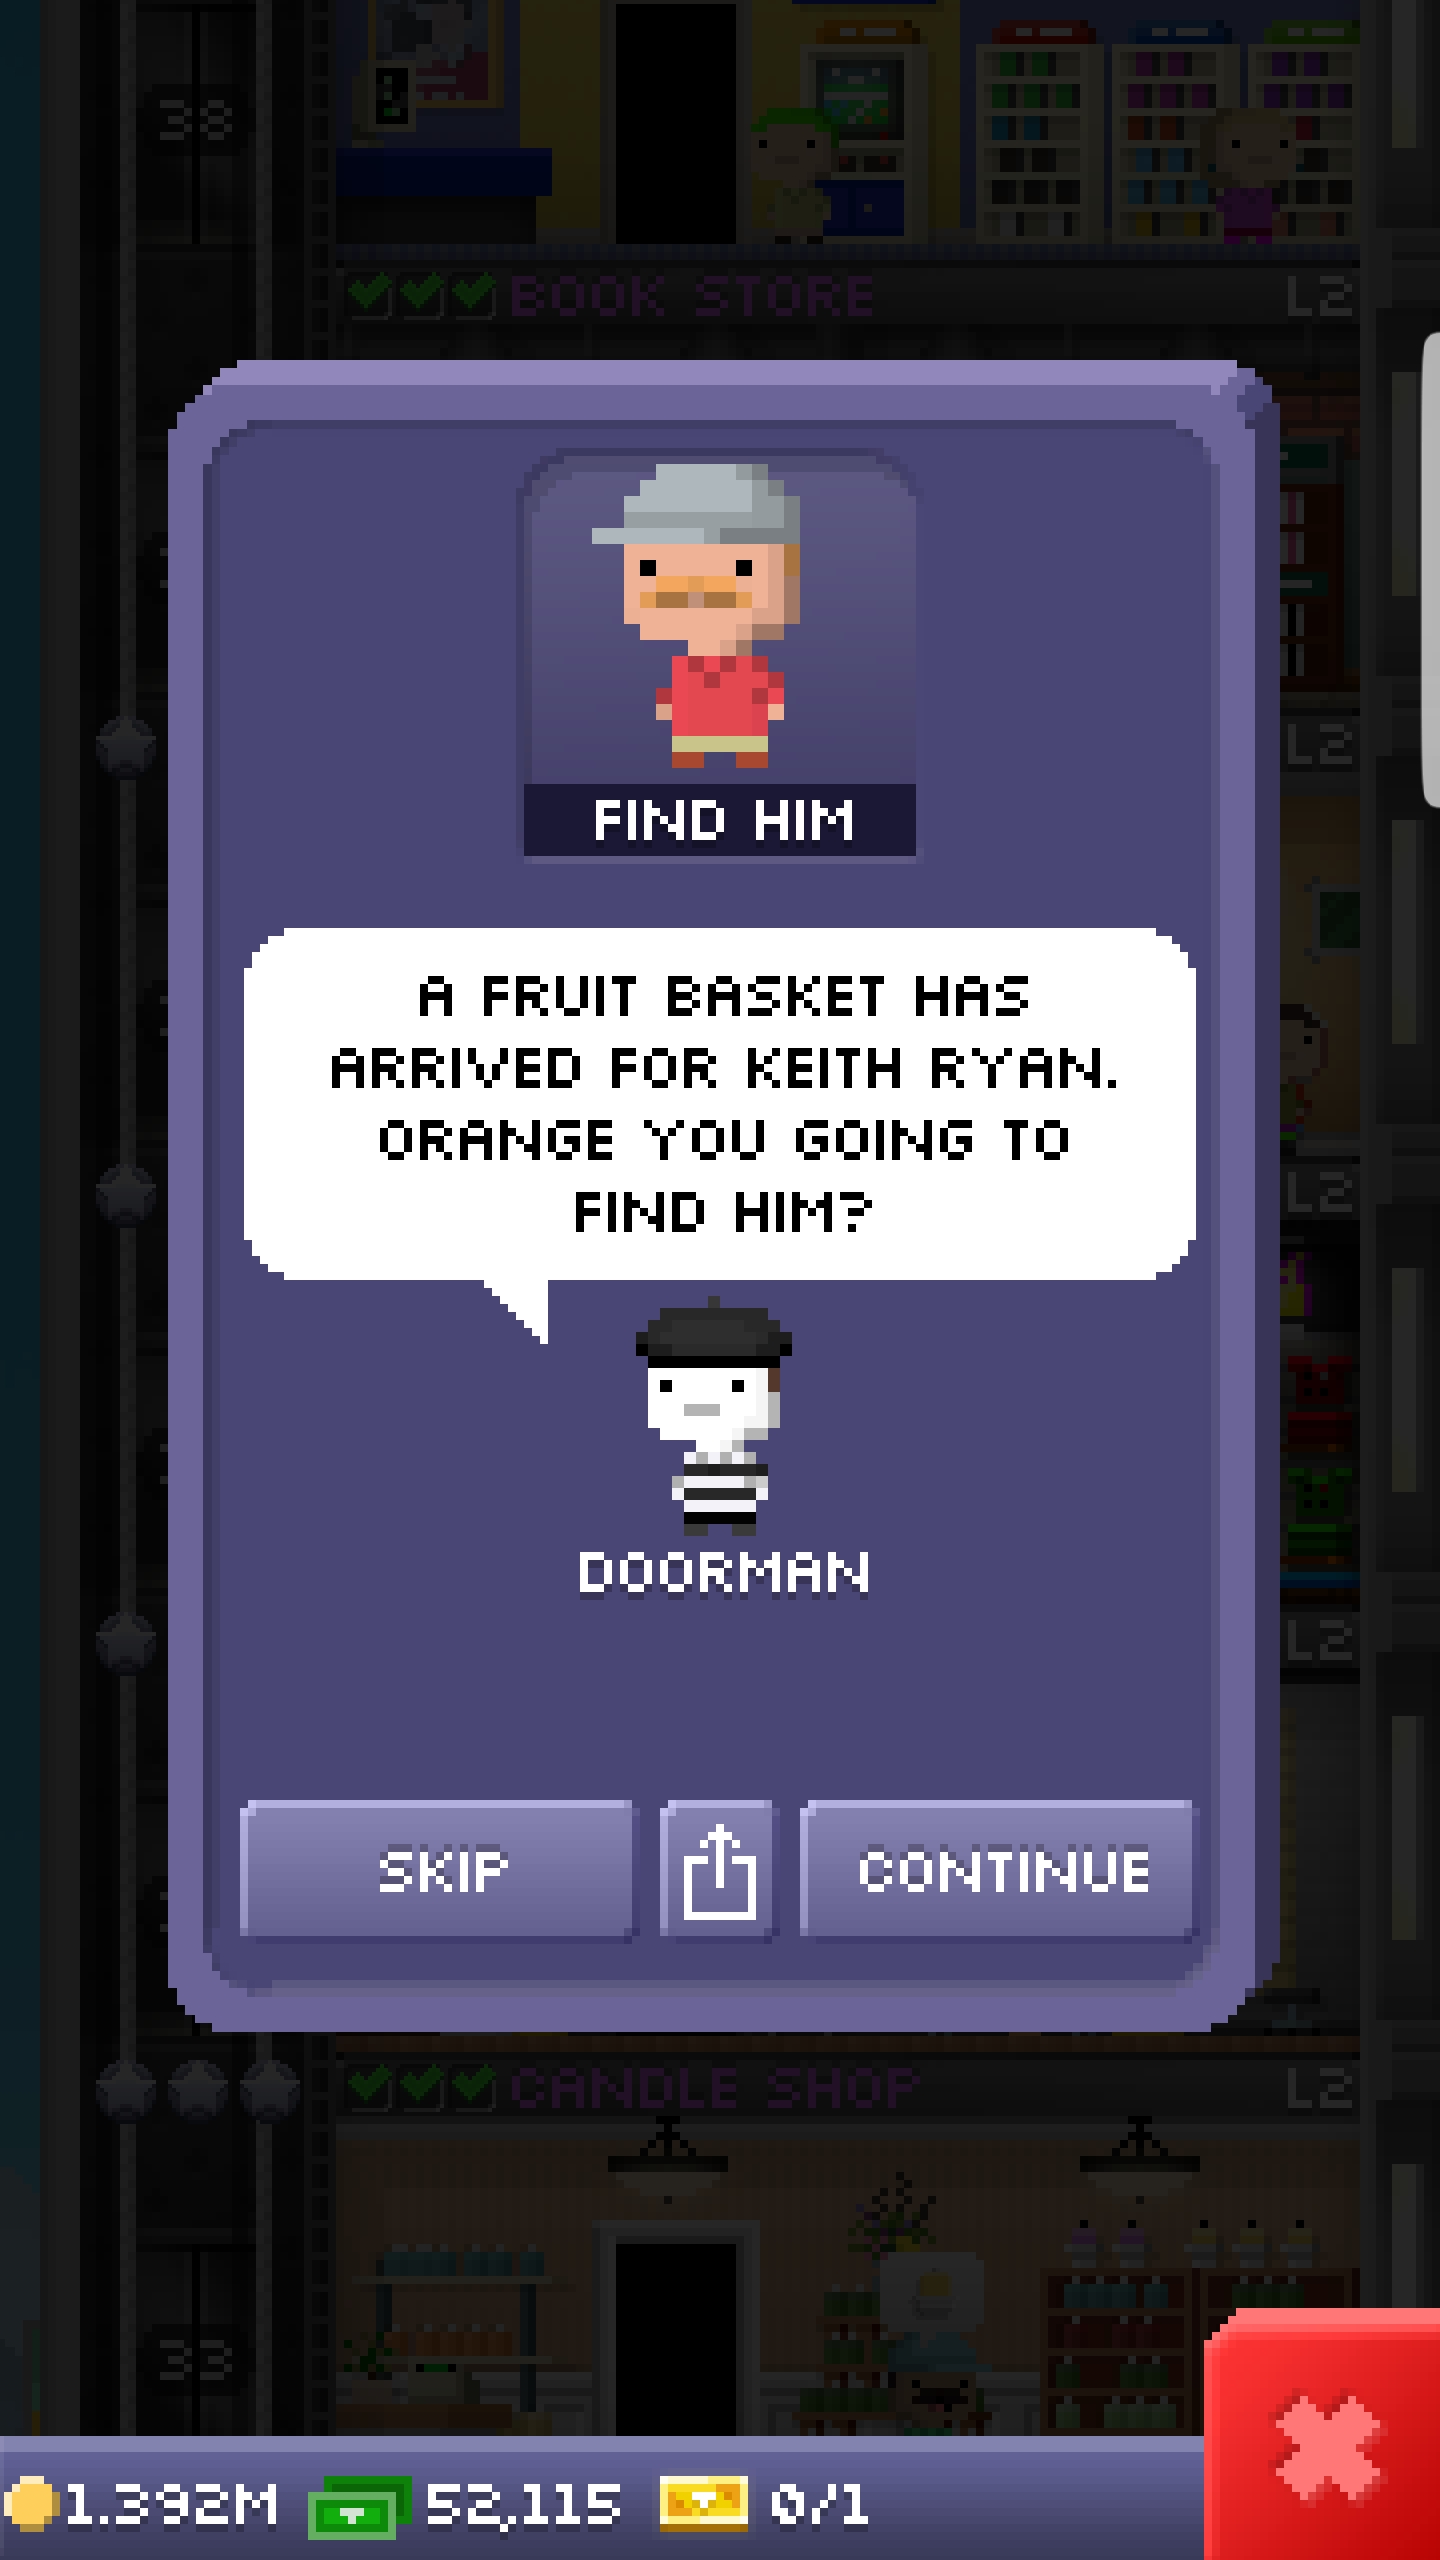 38
BOOK STORE L2
L2
FIND HIM
A FRUIT BASKET HAS
ARRIVED FOR KEITH RYAN.
ORANGE YOU GOING TO
FIND HIM?
L2
DOORMAN
L2
SKIP
CONTINUE
CANDLE SHOP L2
33
1.392M 52,115 0/1